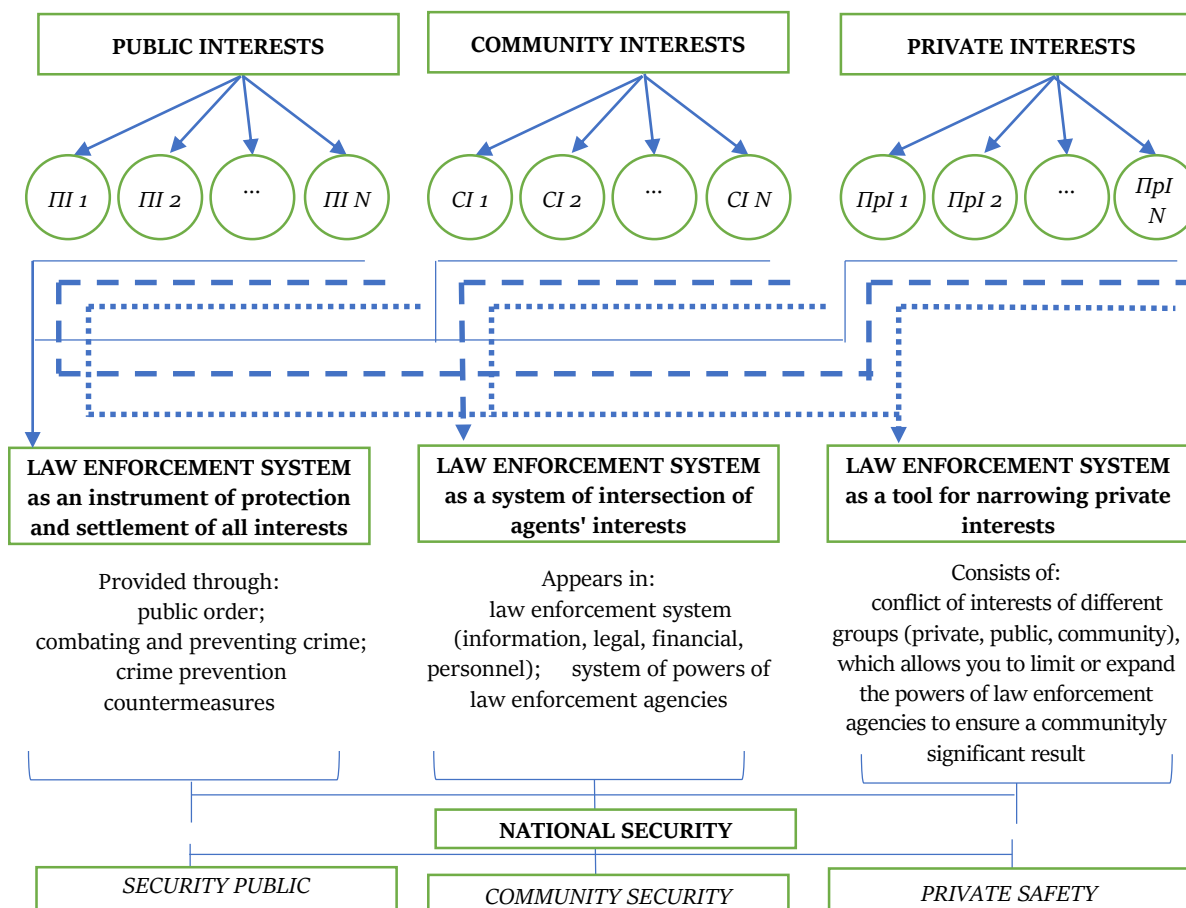 PUBLIC INTERESTS
COMMUNITY INTERESTS
PRIVATE INTERESTS
ПІ 1
ПІ 2
...
ПІ N
CI 1
CI 2
...
CI N
ПрІ 1
ПрІ 2
...
ПрІ
N
LAW ENFORCEMENT SYSTEM
as an instrument of protection
and settlement of all interests
LAW ENFORCEMENT SYSTEM
as a system of intersection of
agents' interests
LAW ENFORCEMENT SYSTEM
as a tool for narrowing private
interests
Provided through:
public order;
combating and preventing crime;
crime prevention
countermeasures
Appears in:
law enforcement system
(information, legal, financial,
personnel); system of powers of
law enforcement agencies
Consists of:
conflict of interests of different
groups (private, public, community),
which allows you to limit or expand
the powers of law enforcement
agencies to ensure a communityly
significant result
NATIONAL SECURITY
SECURITY PUBLIC
COMMUNITY SECURITY
PRIVATE SAFETY